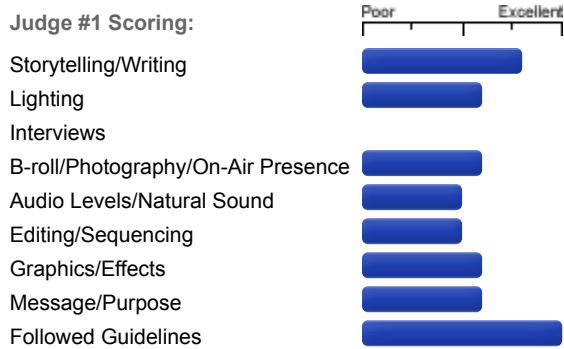 Poor Excellent
Judge #1 Scoring:
Storytelling/Writing
Lighting
Interviews
B-roll/Photography/On-Air Presence
Audio Levels/Natural Sound
Editing/Sequencing
Graphics/Effects
Message/Purpose
Followed Guidelines